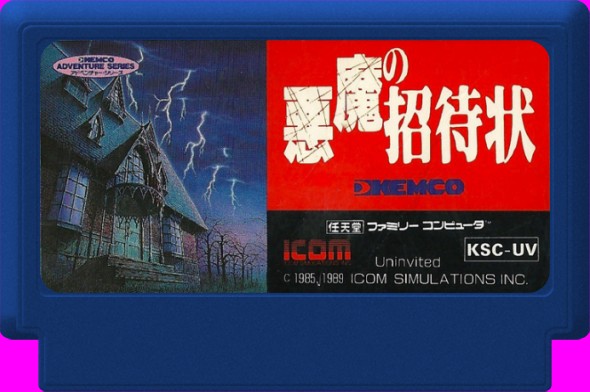 KEMCO
ADVENTURE SERIES
アドベンチャーシリーズ
悪魔の招待状
KEMCO
任天堂 ファミリー コンピュータ™
ICOM
Uninvited
KSC-UV
© 1985, 1989 ICOM SIMULATIONS INC.